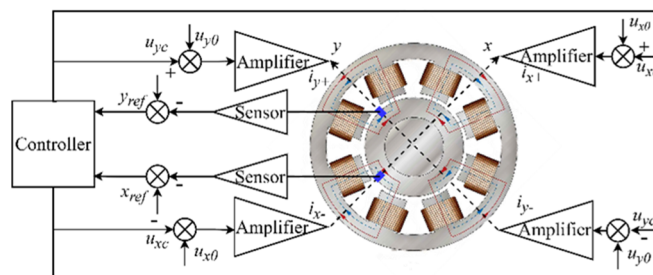 u_x0
u_yc
u_y0
y
x
Amplifier
Amplifier
+
+
i_y+
i_x+
u_x
y_ref
-
-
Sensor
Controller
-
Sensor
x_ref
-
-
i_x-
i_y-
u_yc
Amplifier
Amplifier
-
u_xc
u_x0
u_y0